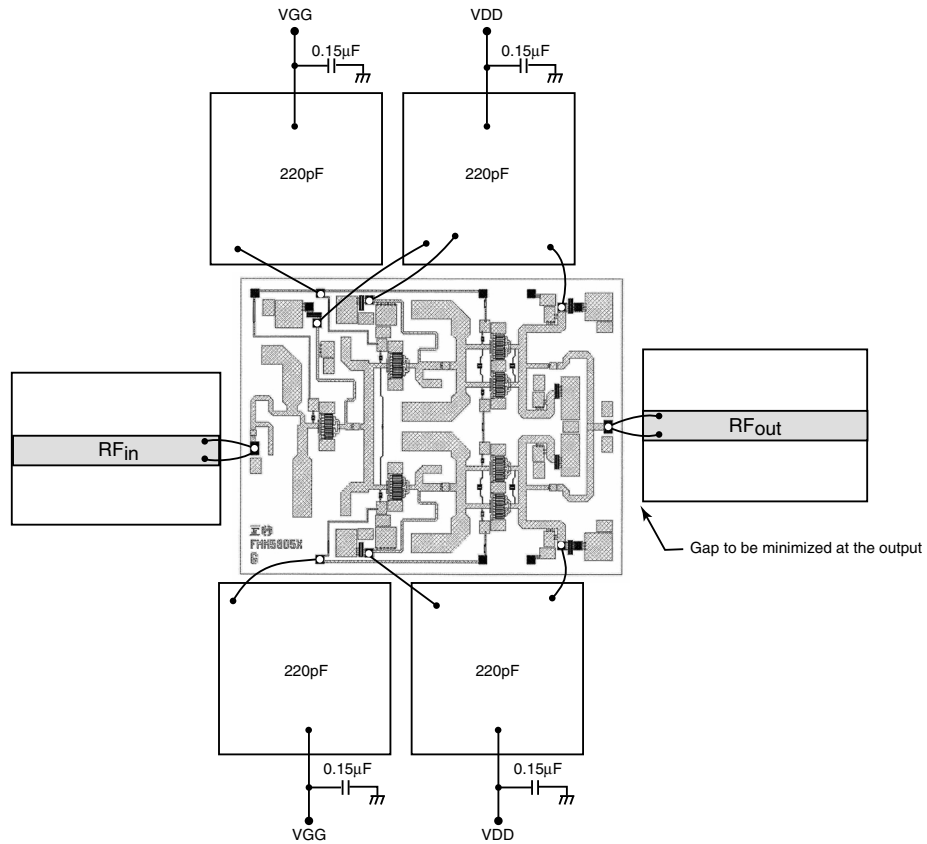 VGG
VDD
0.15µF
0.15µF
220pF
220pF
RFin
RFout
FMM5805X
G
Gap to be minimized at the output
220pF
220pF
0.15µF
0.15µF
VGG
VDD